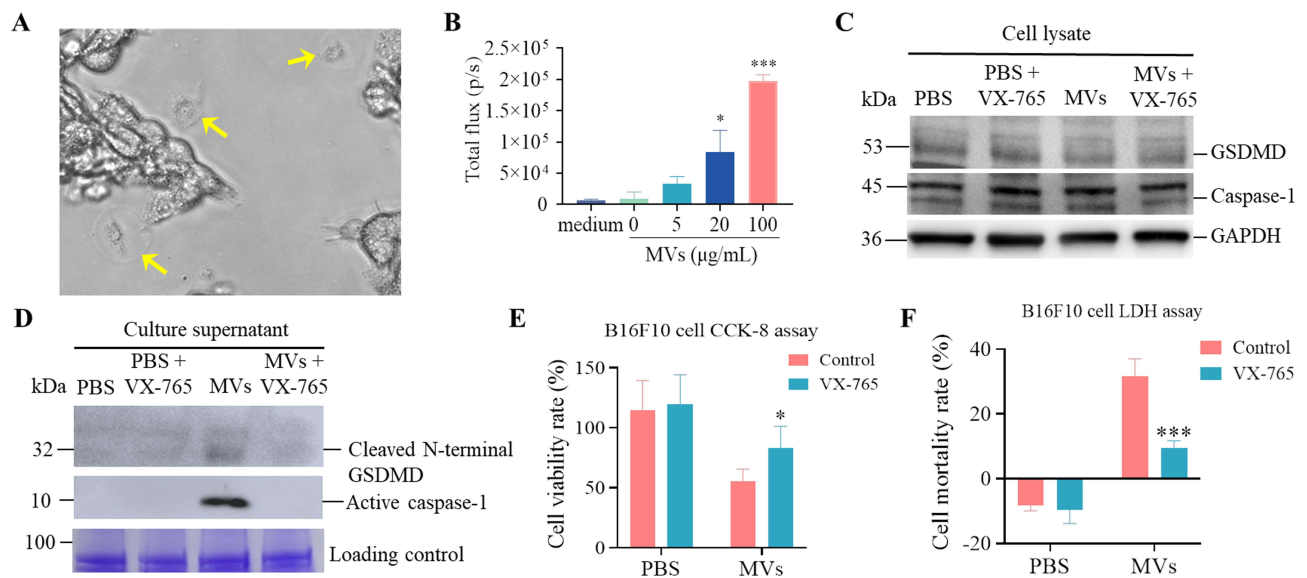 A
B
Total flux (p/s)
2.5×10⁵
2×10⁵
1.5×10⁵
1×10⁵
5×10⁴
0
*
***
medium 0 5 20 100
MVs (μg/mL)
C
Cell lysate
kDa PBS PBS + VX-765 MVs MVs + VX-765
53 GSDMD
45 Caspase-1
36 GAPDH
D
Culture supernatant
kDa PBS PBS + VX-765 MVs MVs + VX-765
32 Cleaved N-terminal
GSDMD
10 Active caspase-1
100 Loading control
E
B16F10 cell CCK-8 assay
Control
VX-765
Cell viability rate (%)
150
100
50
0
*
PBS MVs
F
B16F10 cell LDH assay
Control
VX-765
Cell mortality rate (%)
40
20
0
-20
***
PBS MVs